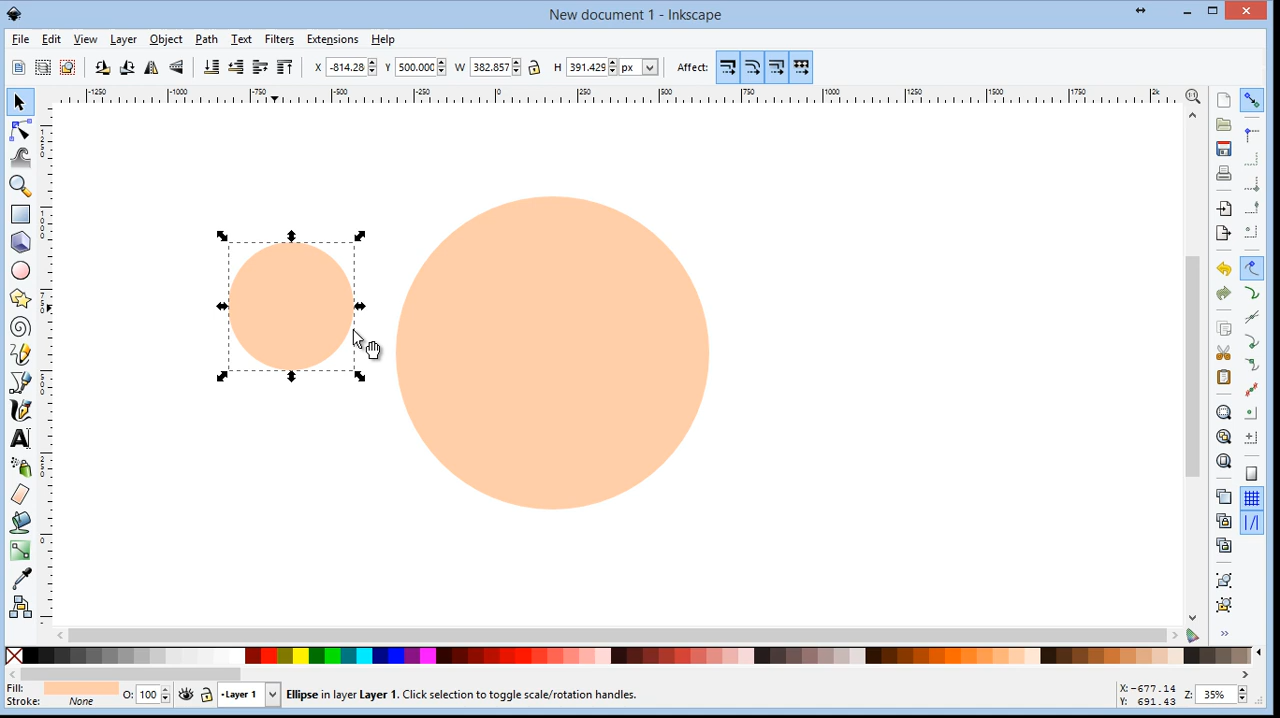 New document 1 - Inkscape
File Edit View Layer Object Path Text Filters Extensions Help
X -814.28 Y 500.000 W 382.857 H 391.429 px Affect:
-1250 -1000 -750 -500 -250 0 250 500 750 1000 1250 1500 1750 2k
Fill:
Stroke: None
O: 100 •Layer 1 Ellipse in layer Layer 1. Click selection to toggle scale/rotation handles.
X: -677.14
Y: 691.43
Z: 35%